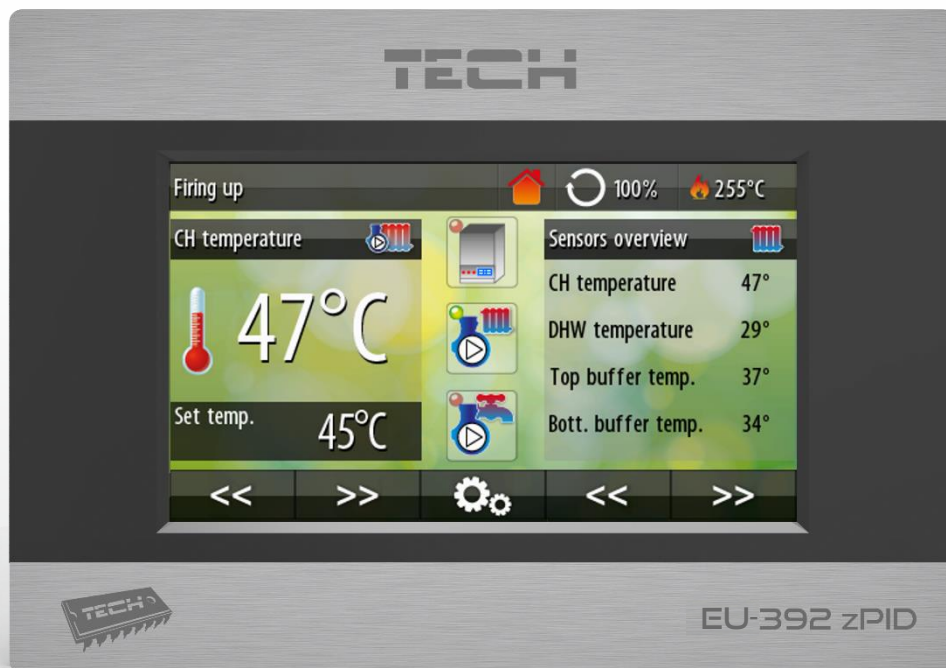 TECH
Firing up
100%
255°C
CH temperature
47°C
Set temp.
45°C
Sensors overview
CH temperature 47°
DHW temperature 29°
Top buffer temp. 37°
Bott. buffer temp. 34°
<< >> << >>
TECH
EU-392 zPID